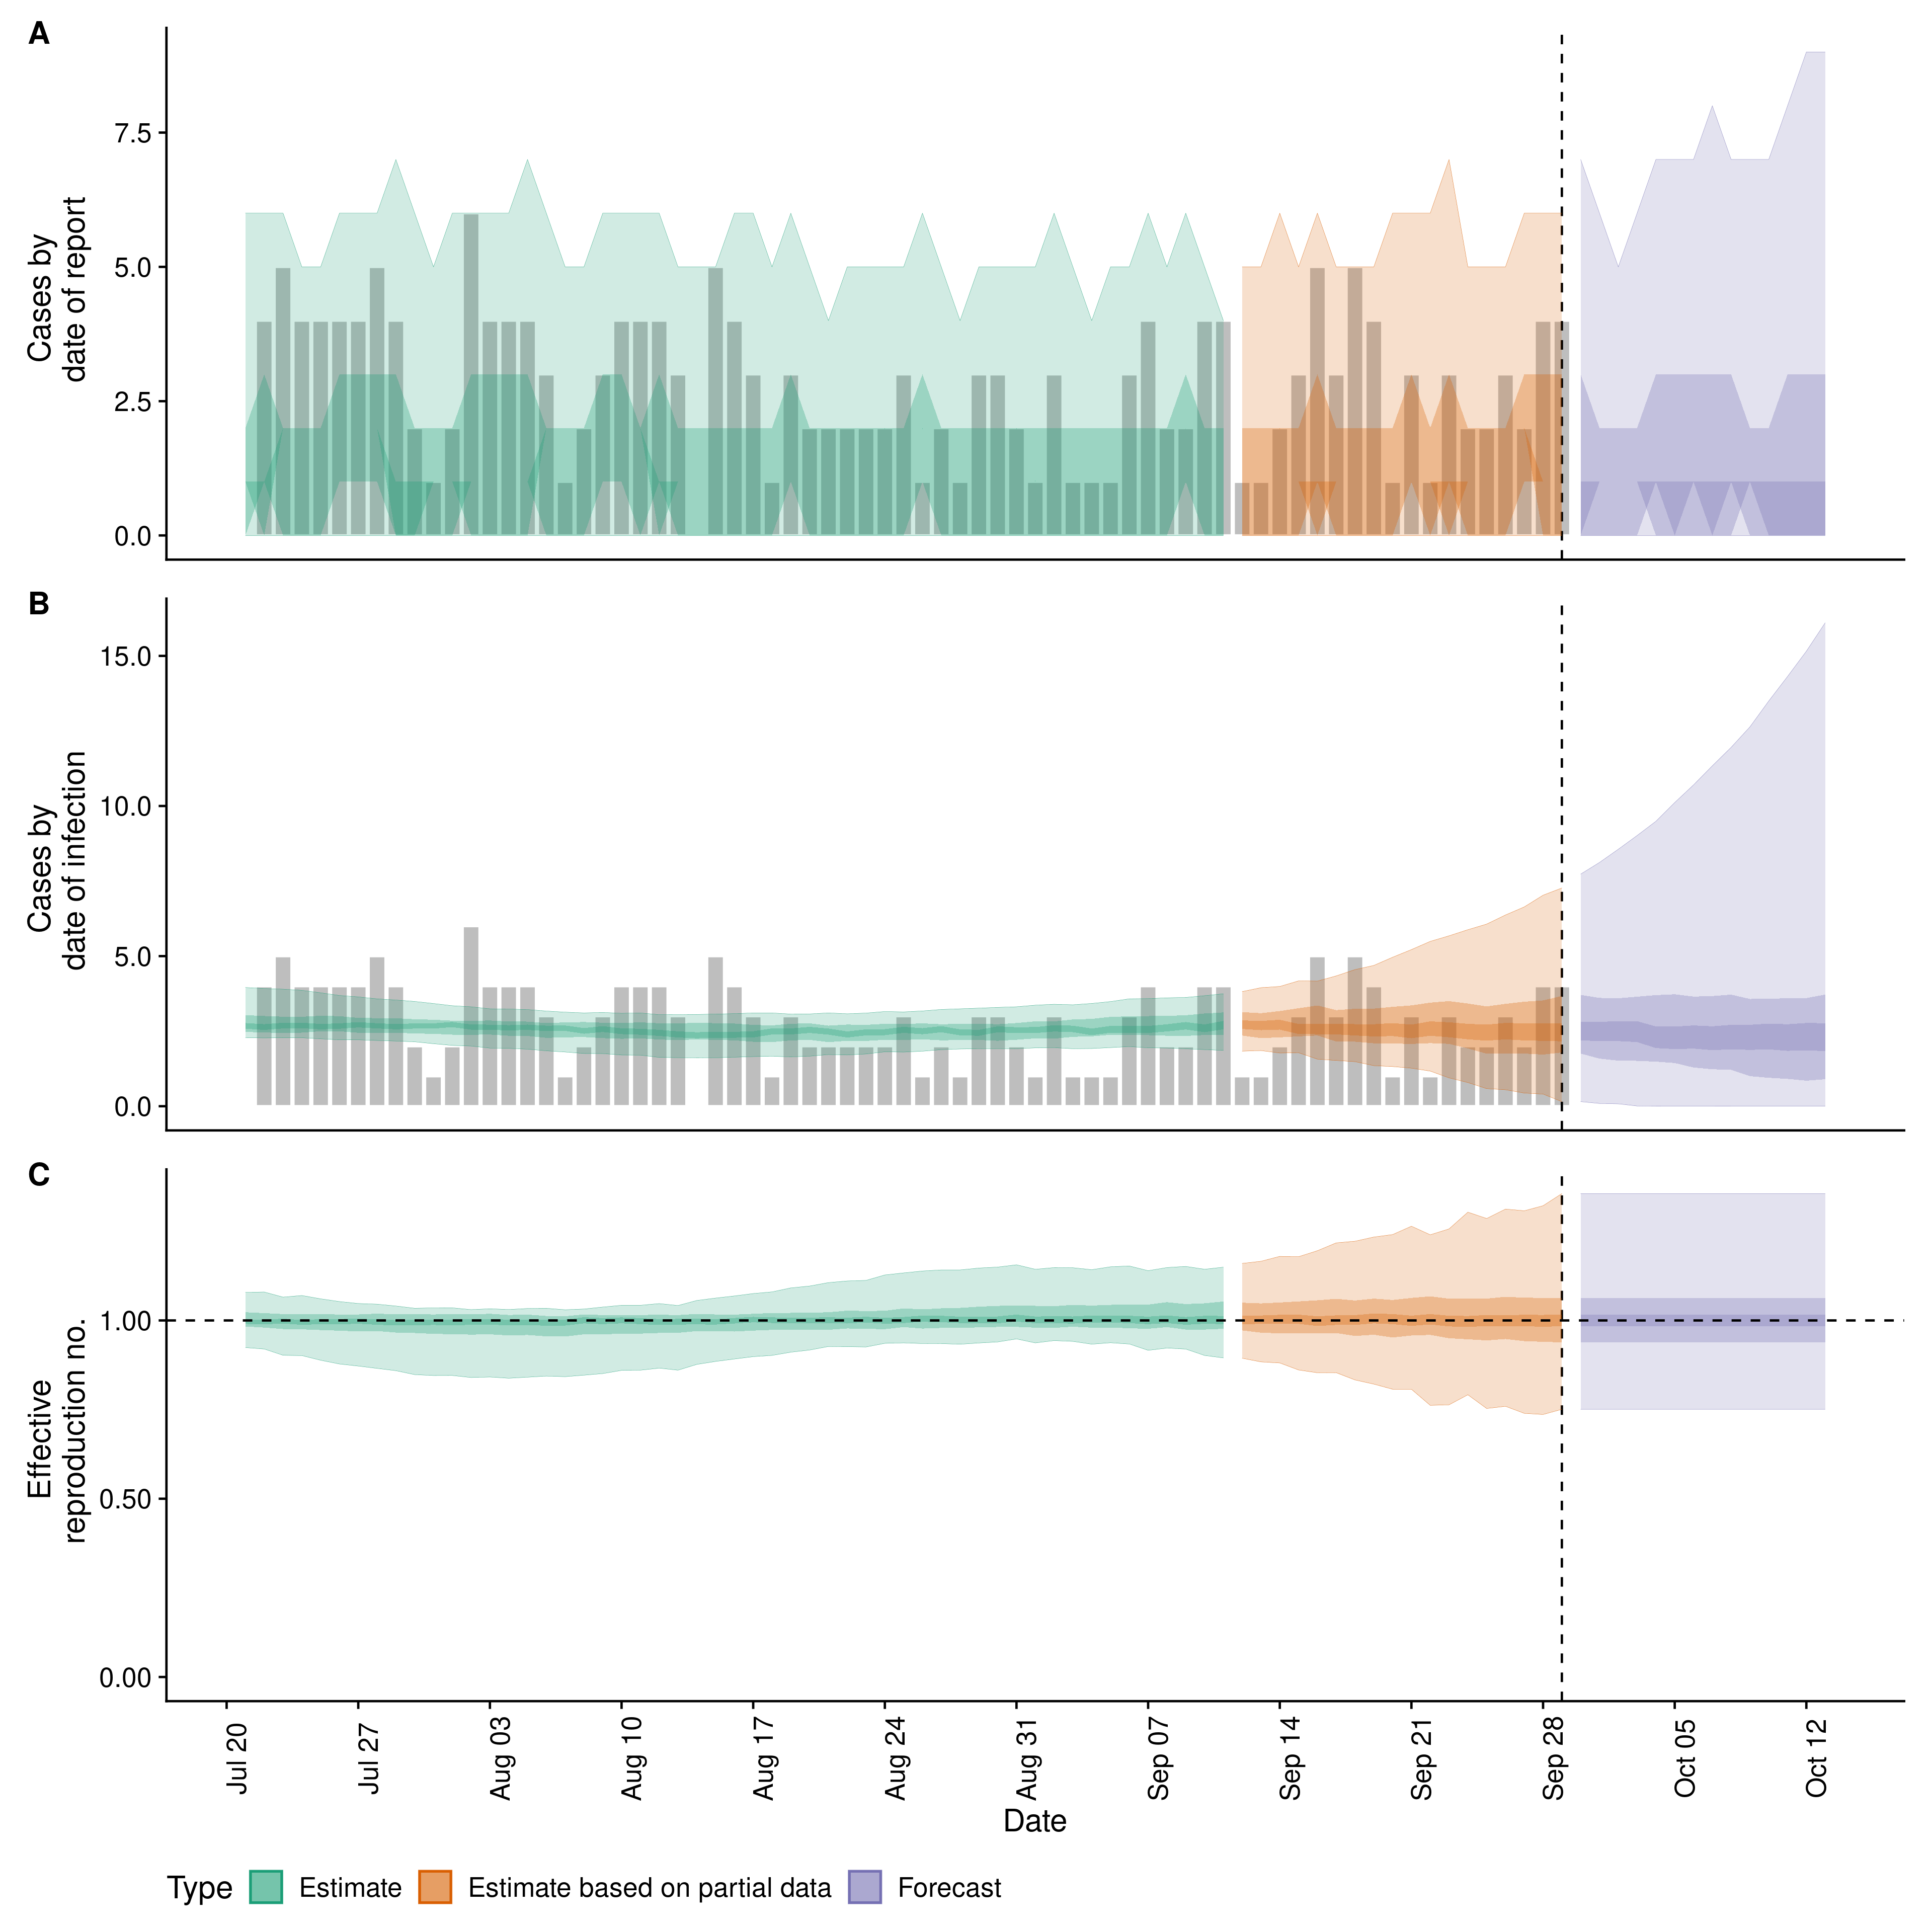 A
Cases by
date of report
7.5
5.0
2.5
0.0
B
Cases by
date of infection
15.0
10.0
5.0
0.0
C
Effective
reproduction no.
1.00
0.50
0.00
Jul 20
Jul 27
Aug 03
Aug 10
Aug 17
Aug 24
Aug 31
Sep 07
Sep 14
Sep 21
Sep 28
Oct 05
Oct 12
Date
Type Estimate Estimate based on partial data Forecast